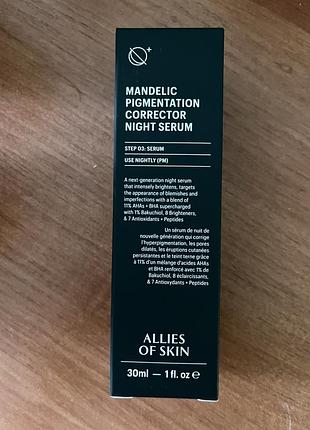 MANDELIC
PIGMENTATION
CORRECTOR
NIGHT SERUM
STEP 03: SERUM
USE NIGHTLY (PM)
A next-generation night serum
that intensely brightens, targets
the appearance of blemishes and
imperfections with a blend of
11% AHAs + BHA supercharged
with 1% Bakuchiol, 8 Brighteners,
& 7 Antioxidants + Peptides
Un sérum de nuit de
nouvelle génération qui corrige
l'hyperpigmentation, les pores
dilatés, les éruptions cutanées
persistantes et le teint terne grâce
à 11% d'un mélange d'acides AHAs
et BHA renforcé avec 1% de
Bakuchiol, 8 éclaircissants,
& 7 Antioxydants + Peptides
ALLIES
OF SKIN
30ml — 1 fl. oz ℮